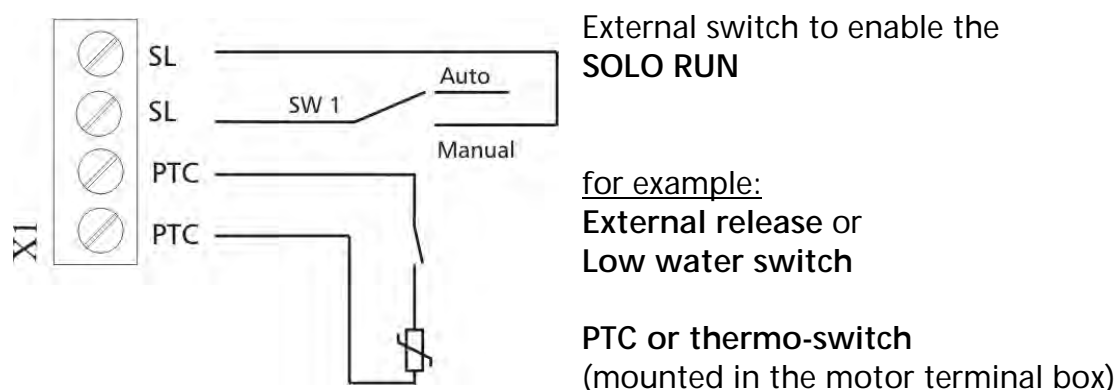 SL
SL
PTC
PTC
X1
SW 1
Auto
Manual
External switch to enable the
SOLO RUN
for example:
External release or
Low water switch
PTC or thermo-switch
(mounted in the motor terminal box)